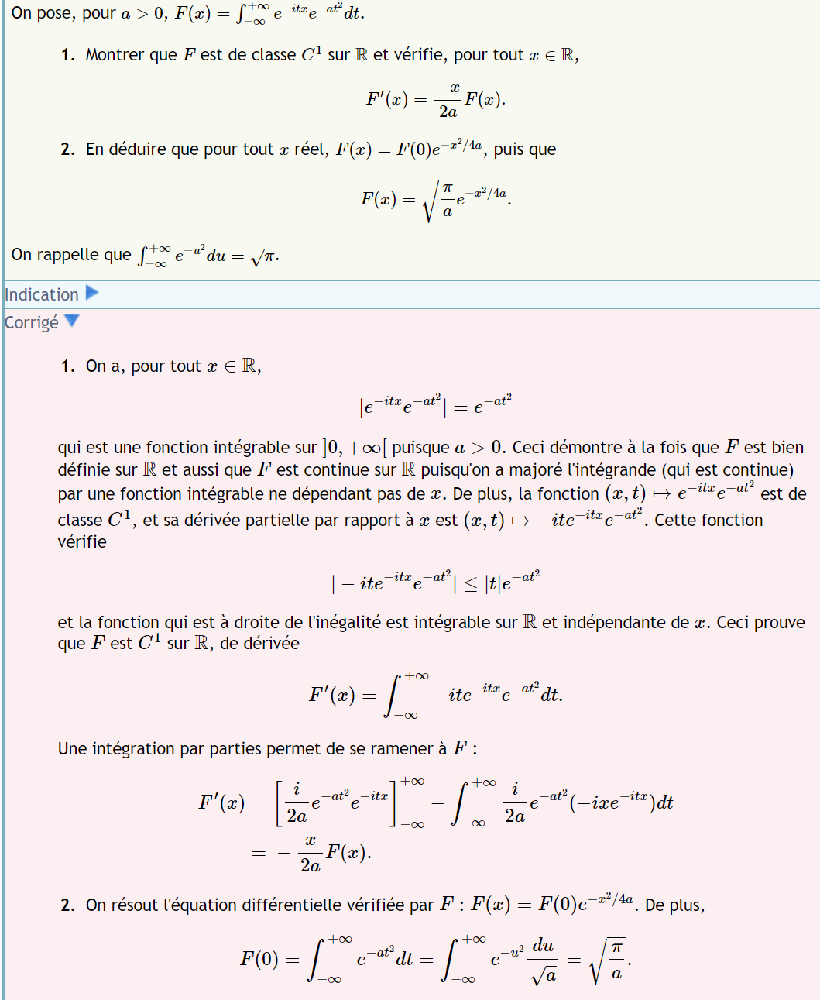 On pose, pour $a > 0$, $F(x) = \int_{-\infty}^{+\infty} e^{-itx} e^{-at^2} dt$.
1. Montrer que $F$ est de classe $C^1$ sur $\mathbb{R}$ et vérifie, pour tout $x \in \mathbb{R}$,
$F'(x) = \frac{-x}{2a} F(x).$
2. En déduire que pour tout $x$ réel, $F(x) = F(0)e^{-x^2/4a}$, puis que
$F(x) = \sqrt{\frac{\pi}{a}} e^{-x^2/4a}.$
On rappelle que $\int_{-\infty}^{+\infty} e^{-u^2} du = \sqrt{\pi}$.
Indication
Corrigé
1. On a, pour tout $x \in \mathbb{R}$,
$|e^{-itx} e^{-at^2}| = e^{-at^2}$
qui est une fonction intégrable sur $]0, +\infty[$ puisque $a > 0$. Ceci démontre à la fois que $F$ est bien
définie sur $\mathbb{R}$ et aussi que $F$ est continue sur $\mathbb{R}$ puisqu'on a majoré l'intégrande (qui est continue)
par une fonction intégrable ne dépendant pas de $x$. De plus, la fonction $(x, t) \mapsto e^{-itx} e^{-at^2}$ est de
classe $C^1$, et sa dérivée partielle par rapport à $x$ est $(x, t) \mapsto -ite^{-itx} e^{-at^2}$. Cette fonction
vérifie
$|-ite^{-itx} e^{-at^2}| \leq |t| e^{-at^2}$
et la fonction qui est à droite de l'inégalité est intégrable sur $\mathbb{R}$ et indépendante de $x$. Ceci prouve
que $F$ est $C^1$ sur $\mathbb{R}$, de dérivée
$F'(x) = \int_{-\infty}^{+\infty} -ite^{-itx} e^{-at^2} dt.$
Une intégration par parties permet de se ramener à $F$ :
$F'(x) = \left[ \frac{i}{2a} e^{-at^2} e^{-itx} \right]_{-\infty}^{+\infty} - \int_{-\infty}^{+\infty} \frac{i}{2a} e^{-at^2} (-ixe^{-itx}) dt$
$= -\frac{x}{2a} F(x).$
2. On résout l'équation différentielle vérifiée par $F$ : $F(x) = F(0)e^{-x^2/4a}$. De plus,
$F(0) = \int_{-\infty}^{+\infty} e^{-at^2} dt = \int_{-\infty}^{+\infty} e^{-u^2} \frac{du}{\sqrt{a}} = \sqrt{\frac{\pi}{a}}.$